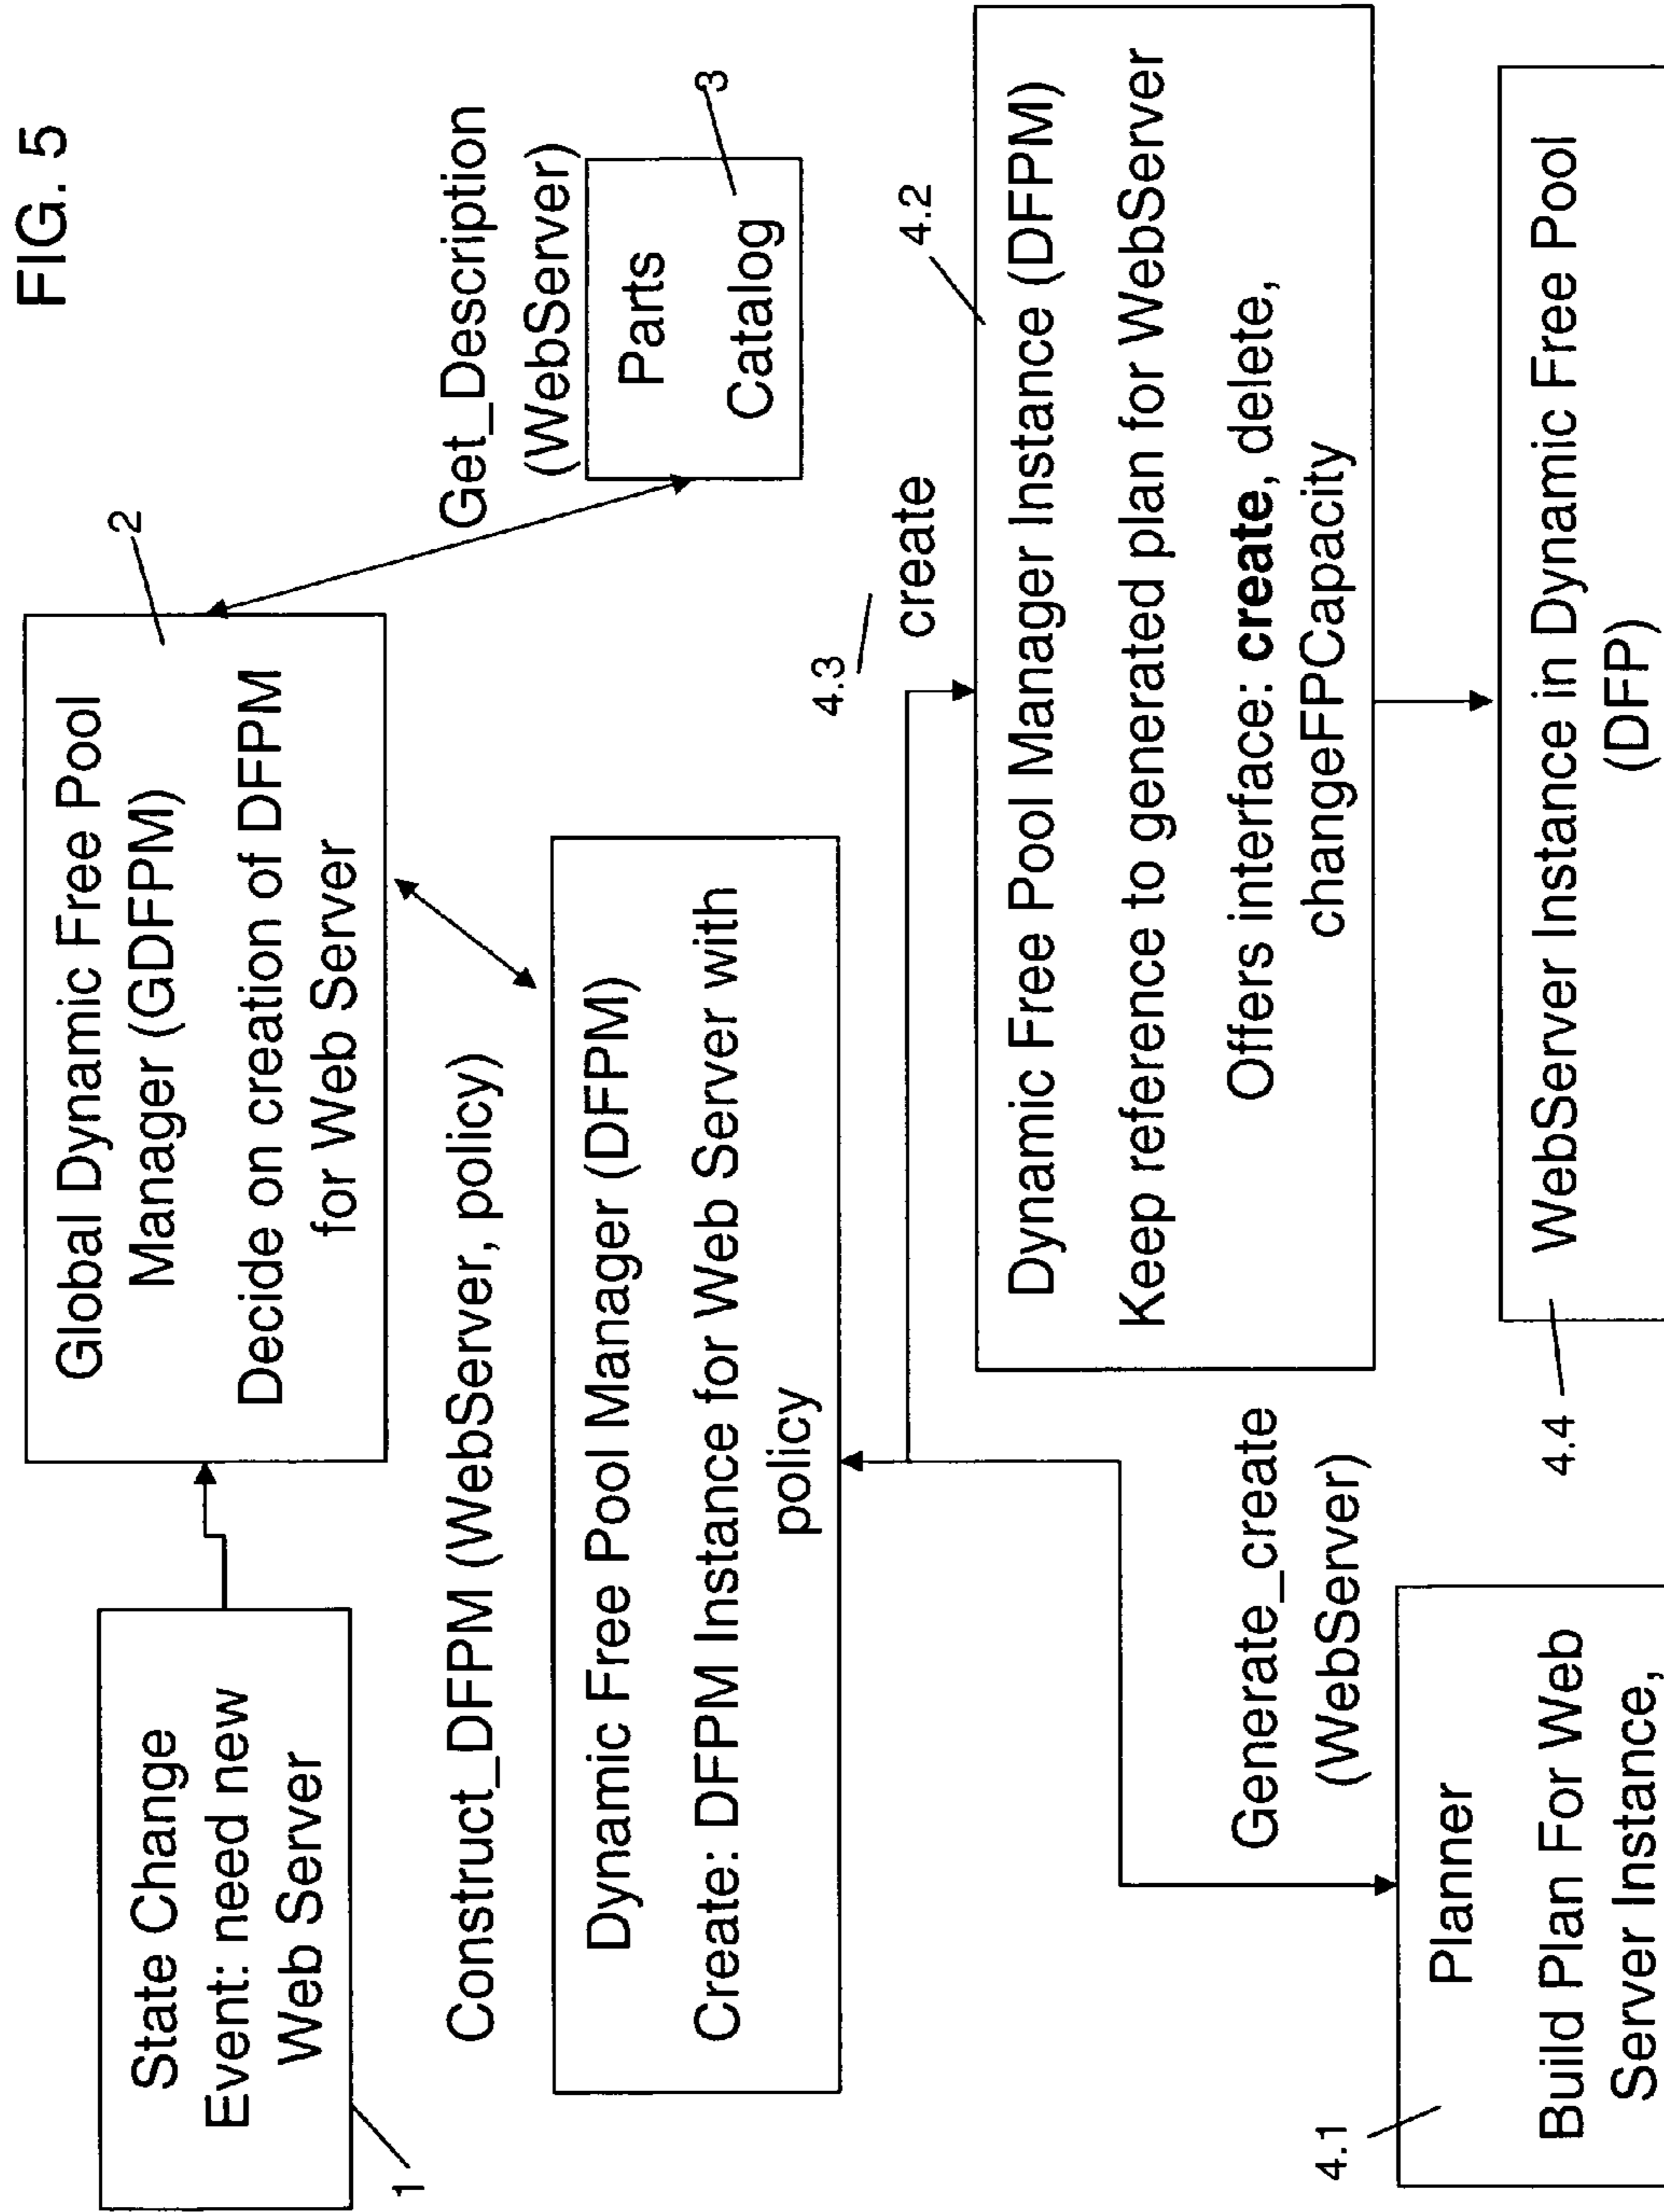 FIG. 5
State Change
Event: need new
Web Server
1
Global Dynamic Free Pool
Manager (GDFPM)
Decide on creation of DFPM
for Web Server
2
Get_Description
(WebServer)
Parts
Catalog
3
Construct_DFPM (WebServer, policy)
Dynamic Free Pool Manager (DFPM)
Create: DFPM Instance for Web Server with
policy
4.3
create
4.2
Dynamic Free Pool Manager Instance (DFPM)
Keep reference to generated plan for WebServer
Offers interface: create, delete,
changeFPCapacity
Generate_create
(WebServer)
4.1
Planner
Build Plan For Web
Server Instance,
4.4
WebServer Instance in Dynamic Free Pool
(DFP)